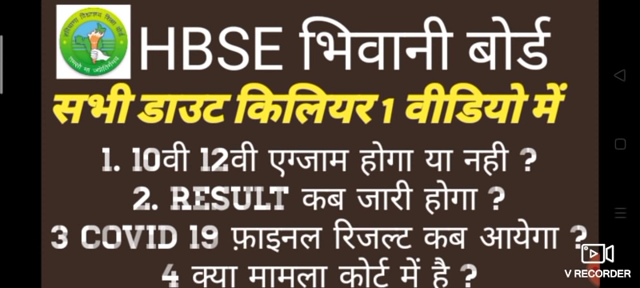 HBSE भिवानी बोर्ड
सभी डाउट किलियर 1 वीडियो में
1. 10वी 12वी एग्जाम होगा या नही ?
2. RESULT कब जारी होगा ?
3 COVID 19 फ़ाइनल रिजल्ट कब आयेगा ?
4 क्या मामला कोर्ट में है ?
V RECORDER